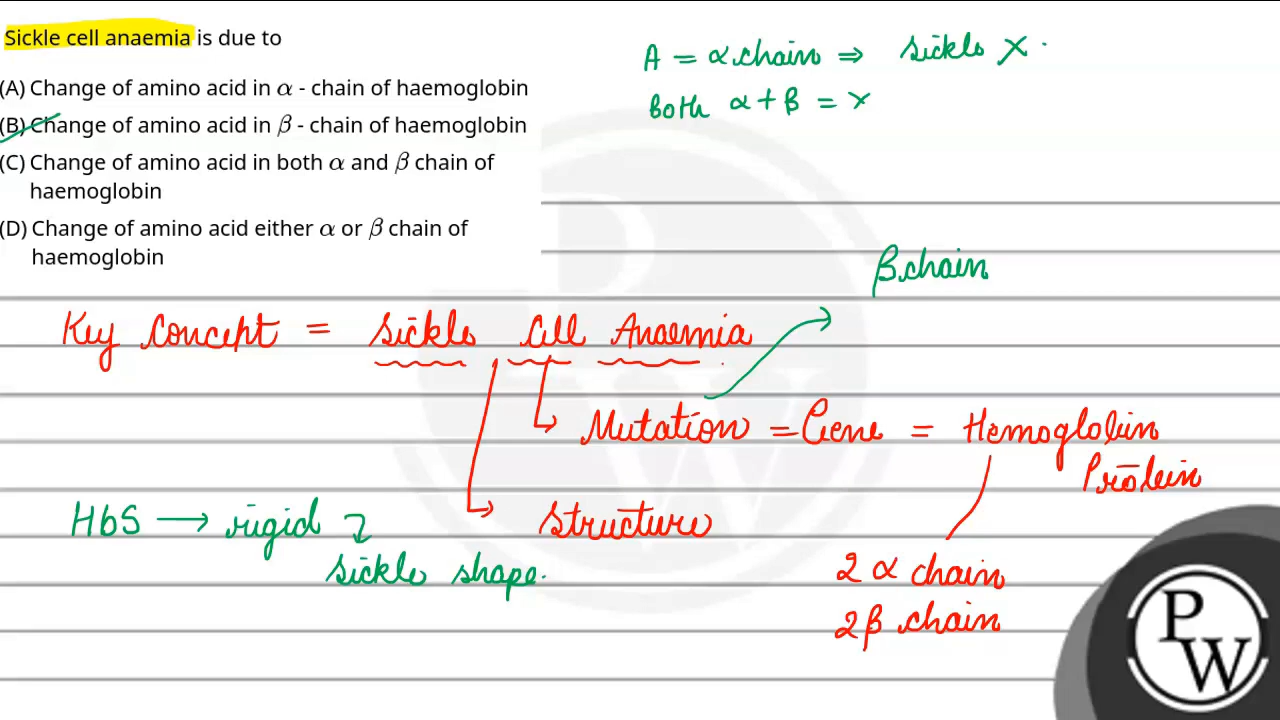 Sickle cell anaemia is due to
(A) Change of amino acid in α - chain of haemoglobin
(B) Change of amino acid in β - chain of haemoglobin
(C) Change of amino acid in both α and β chain of
haemoglobin
(D) Change of amino acid either α or β chain of
haemoglobin
A = α chain ⇒ sickle ×
Both α + β = ×
β chain
Key Concept = Sickle Cell Anaemia
Mutation = Gene = Hemoglobin
Protein
HbS → rigid
sickle shape.
Structure
2 α chain
2 β chain
P
W